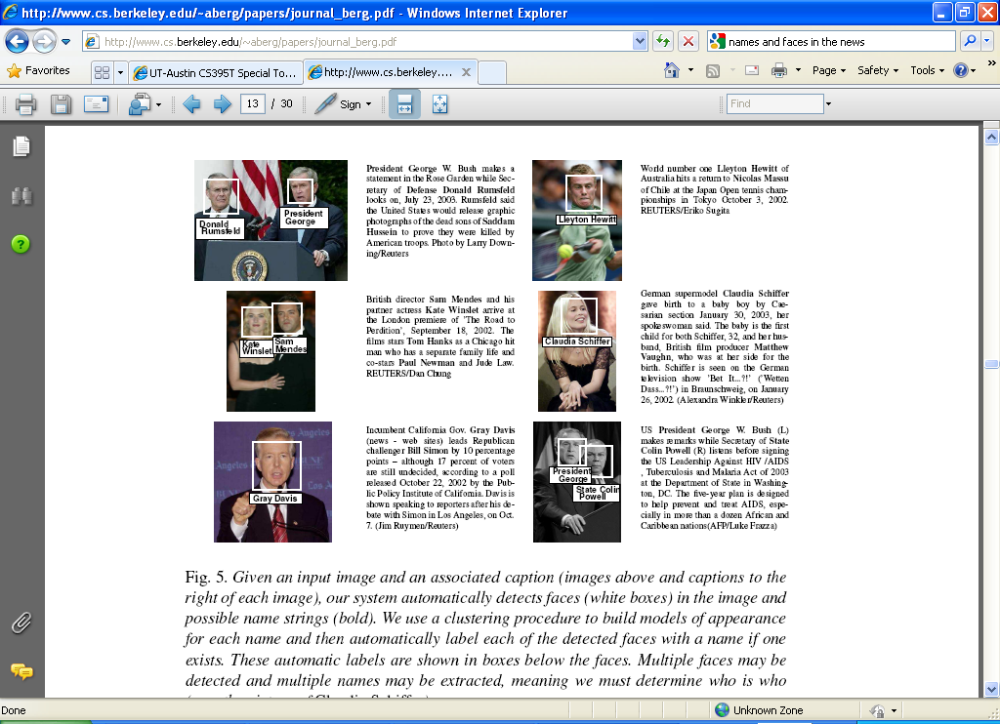 http://www.cs.berkeley.edu/~aberg/papers/journal_berg.pdf - Windows Internet Explorer
http://www.cs.berkeley.edu/~aberg/papers/journal_berg.pdf
names and faces in the news
Favorites
UT-Austin CS395T Special To...
http://www.cs.berkeley....
Page
Safety
Tools
13 / 30
Sign
Find
Donald
Rumsfeld
President
George
President George W. Bush makes a
statement in the Rose Garden while Sec-
retary of Defense Donald Rumsfeld
looks on, July 23, 2003. Rumsfeld said
the United States would release graphic
photographs of the dead sons of Saddam
Hussein to prove they were killed by
American troops. Photo by Larry Down-
ing/Reuters
Lleyton Hewitt
World number one Lleyton Hewitt of
Australia hits a return to Nicolas Massu
of Chile at the Japan Open tennis cham-
pionships in Tokyo October 3, 2002.
REUTERS/Eriko Sugita
Kate
Winslet
Sam
Mendes
British director Sam Mendes and his
partner actress Kate Winslet arrive at
the London premiere of 'The Road to
Perdition', September 18, 2002. The
films stars Tom Hanks as a Chicago hit
man who has a separate family life and
co-stars Paul Newman and Jude Law.
REUTERS/Dan Chung
Claudia Schiffer
German supermodel Claudia Schiffer
gave birth to a baby boy by Cae-
sarian section January 30, 2003, her
spokeswoman said. The baby is the first
child for both Schiffer, 32, and her hus-
band, British film producer Matthew
Vaughn, who was at her side for the
birth. Schiffer is seen on the German
television show 'Bet It...?!' ('Wetten
Dass...?!') in Braunschweig, on January
26, 2002. (Alexandra Winkler/Reuters)
Los Angeles
Angeles
Gray Davis
Incumbent California Gov. Gray Davis
(news - web sites) leads Republican
challenger Bill Simon by 10 percentage
points – although 17 percent of voters
are still undecided, according to a poll
released October 22, 2002 by the Pub-
lic Policy Institute of California. Davis is
shown speaking to reporters after his de-
bate with Simon in Los Angeles, on Oct.
7. (Jim Ruymen/Reuters)
President
George
State Colin
Powell
US President George W. Bush (L)
makes remarks while Secretary of State
Colin Powell (R) listens before signing
the US Leadership Against HIV /AIDS
, Tuberculosis and Malaria Act of 2003
at the Department of State in Washing-
ton, DC. The five-year plan is designed
to help prevent and treat AIDS, espe-
cially in more than a dozen African and
Caribbean nations(AFP/Luke Frazza)
Fig. 5. Given an input image and an associated caption (images above and captions to the
right of each image), our system automatically detects faces (white boxes) in the image and
possible name strings (bold). We use a clustering procedure to build models of appearance
for each name and then automatically label each of the detected faces with a name if one
exists. These automatic labels are shown in boxes below the faces. Multiple faces may be
detected and multiple names may be extracted, meaning we must determine who is who
Done
Unknown Zone